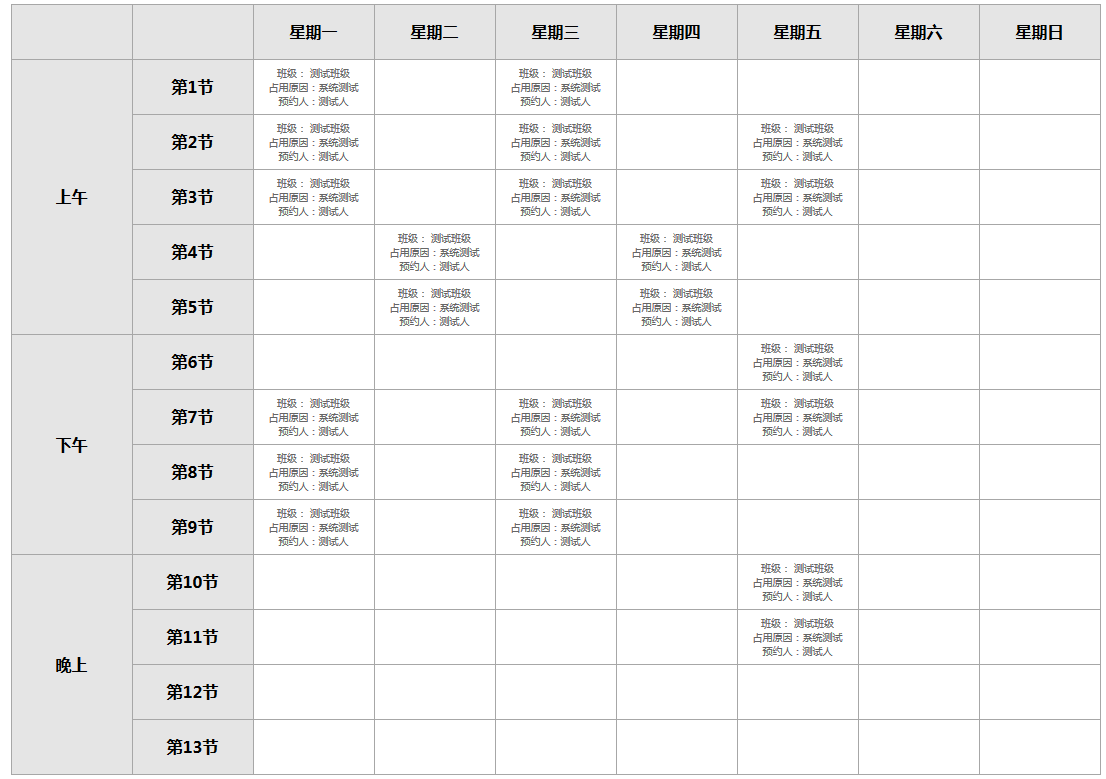 星期一 星期二 星期三 星期四 星期五 星期六 星期日
上午
第1节
班级： 测试班级
占用原因：系统测试
预约人：测试人
班级： 测试班级
占用原因：系统测试
预约人：测试人
第2节
班级： 测试班级
占用原因：系统测试
预约人：测试人
班级： 测试班级
占用原因：系统测试
预约人：测试人
班级： 测试班级
占用原因：系统测试
预约人：测试人
第3节
班级： 测试班级
占用原因：系统测试
预约人：测试人
班级： 测试班级
占用原因：系统测试
预约人：测试人
班级： 测试班级
占用原因：系统测试
预约人：测试人
第4节
班级： 测试班级
占用原因：系统测试
预约人：测试人
班级： 测试班级
占用原因：系统测试
预约人：测试人
第5节
班级： 测试班级
占用原因：系统测试
预约人：测试人
班级： 测试班级
占用原因：系统测试
预约人：测试人
下午
第6节
班级： 测试班级
占用原因：系统测试
预约人：测试人
第7节
班级： 测试班级
占用原因：系统测试
预约人：测试人
班级： 测试班级
占用原因：系统测试
预约人：测试人
班级： 测试班级
占用原因：系统测试
预约人：测试人
第8节
班级： 测试班级
占用原因：系统测试
预约人：测试人
班级： 测试班级
占用原因：系统测试
预约人：测试人
第9节
班级： 测试班级
占用原因：系统测试
预约人：测试人
班级： 测试班级
占用原因：系统测试
预约人：测试人
晚上
第10节
班级： 测试班级
占用原因：系统测试
预约人：测试人
第11节
班级： 测试班级
占用原因：系统测试
预约人：测试人
第12节
第13节